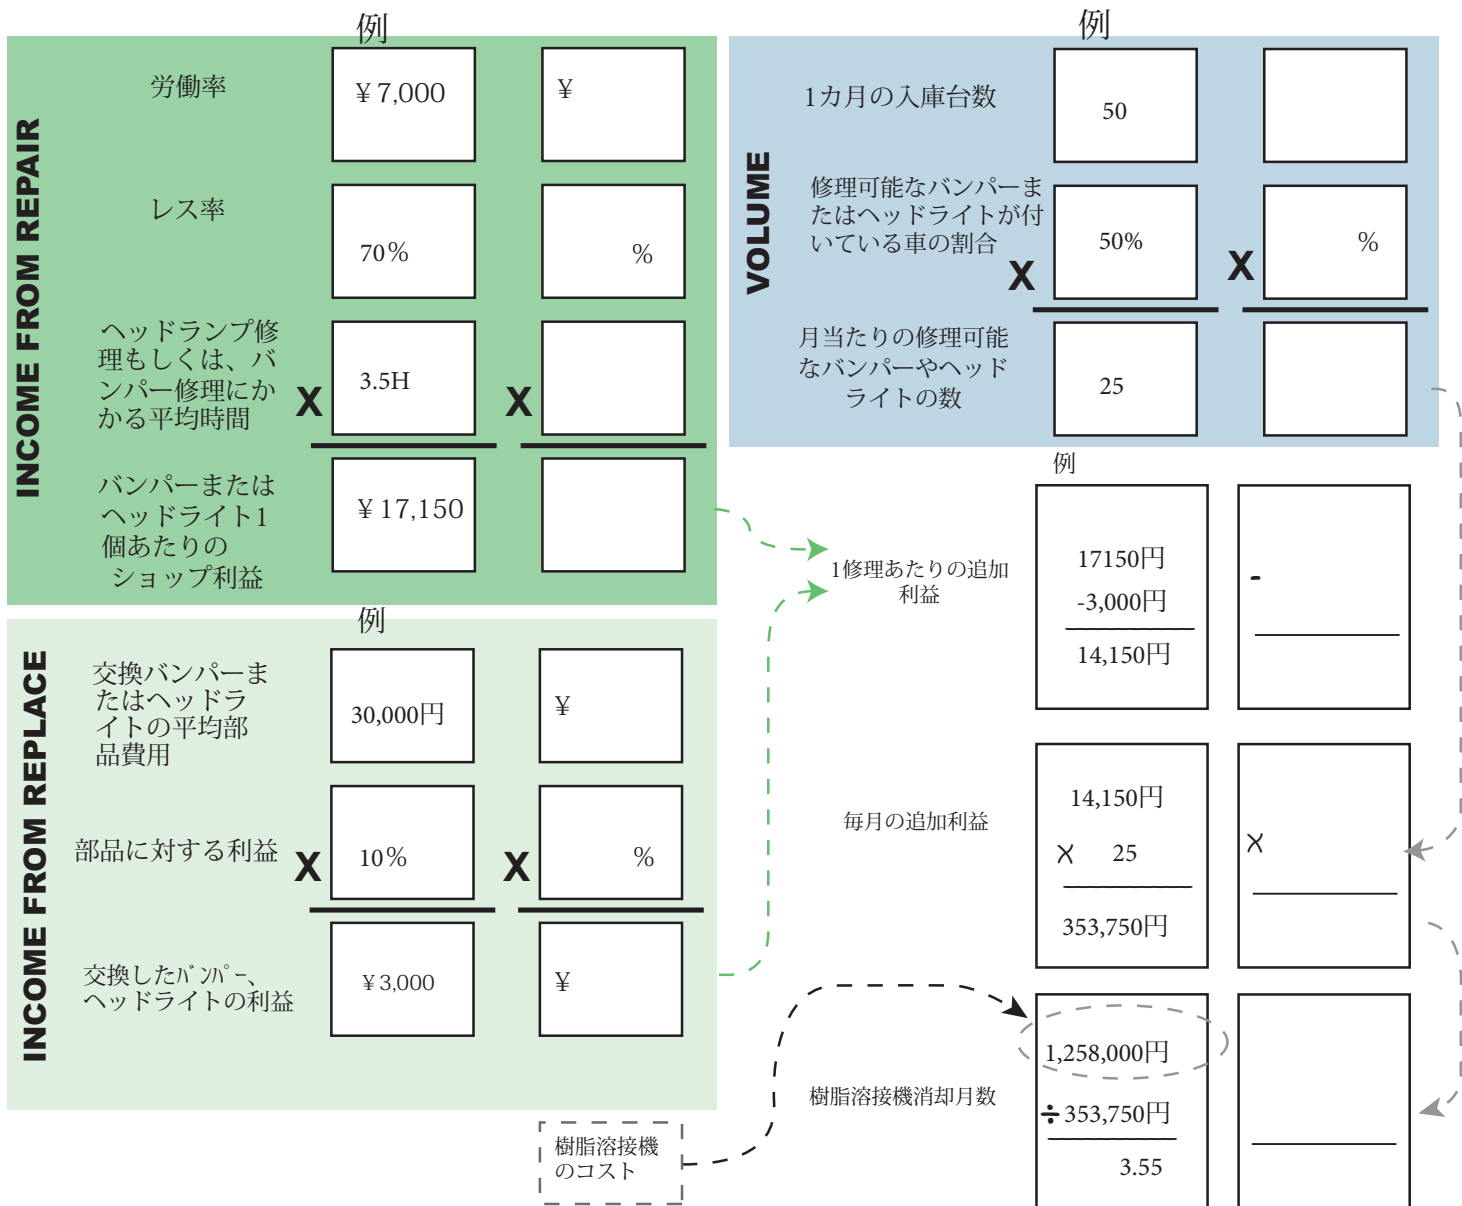 例
INCOME FROM REPAIR
労働率
¥7,000
¥
レス率
70%
%
ヘッドランプ修
理もしくは、バ
ンパー修理にか
かる平均時間
X
3.5H
X
バンパーまたは
ヘッドライト1
個あたりの
ショップ利益
¥17,150
例
VOLUME
1カ月の入庫台数
50
修理可能なバンパーま
たはヘッドライトが付
いている車の割合
X
50%
X
%
月当たりの修理可能
なバンパーやヘッド
ライトの数
25
例
INCOME FROM REPLACE
交換バンパーま
たはヘッドラ
イトの平均部
品費用
30,000円
¥
部品に対する利益
X
10%
X
%
交換したバンパー、
ヘッドライトの利益
¥3,000
¥
例
1修理あたりの追加
利益
17150円
-3,000円
14,150円
-
毎月の追加利益
14,150円
× 25
353,750円
×
樹脂溶接機消却月数
1,258,000円
÷353,750円
3.55
樹脂溶接機
のコスト